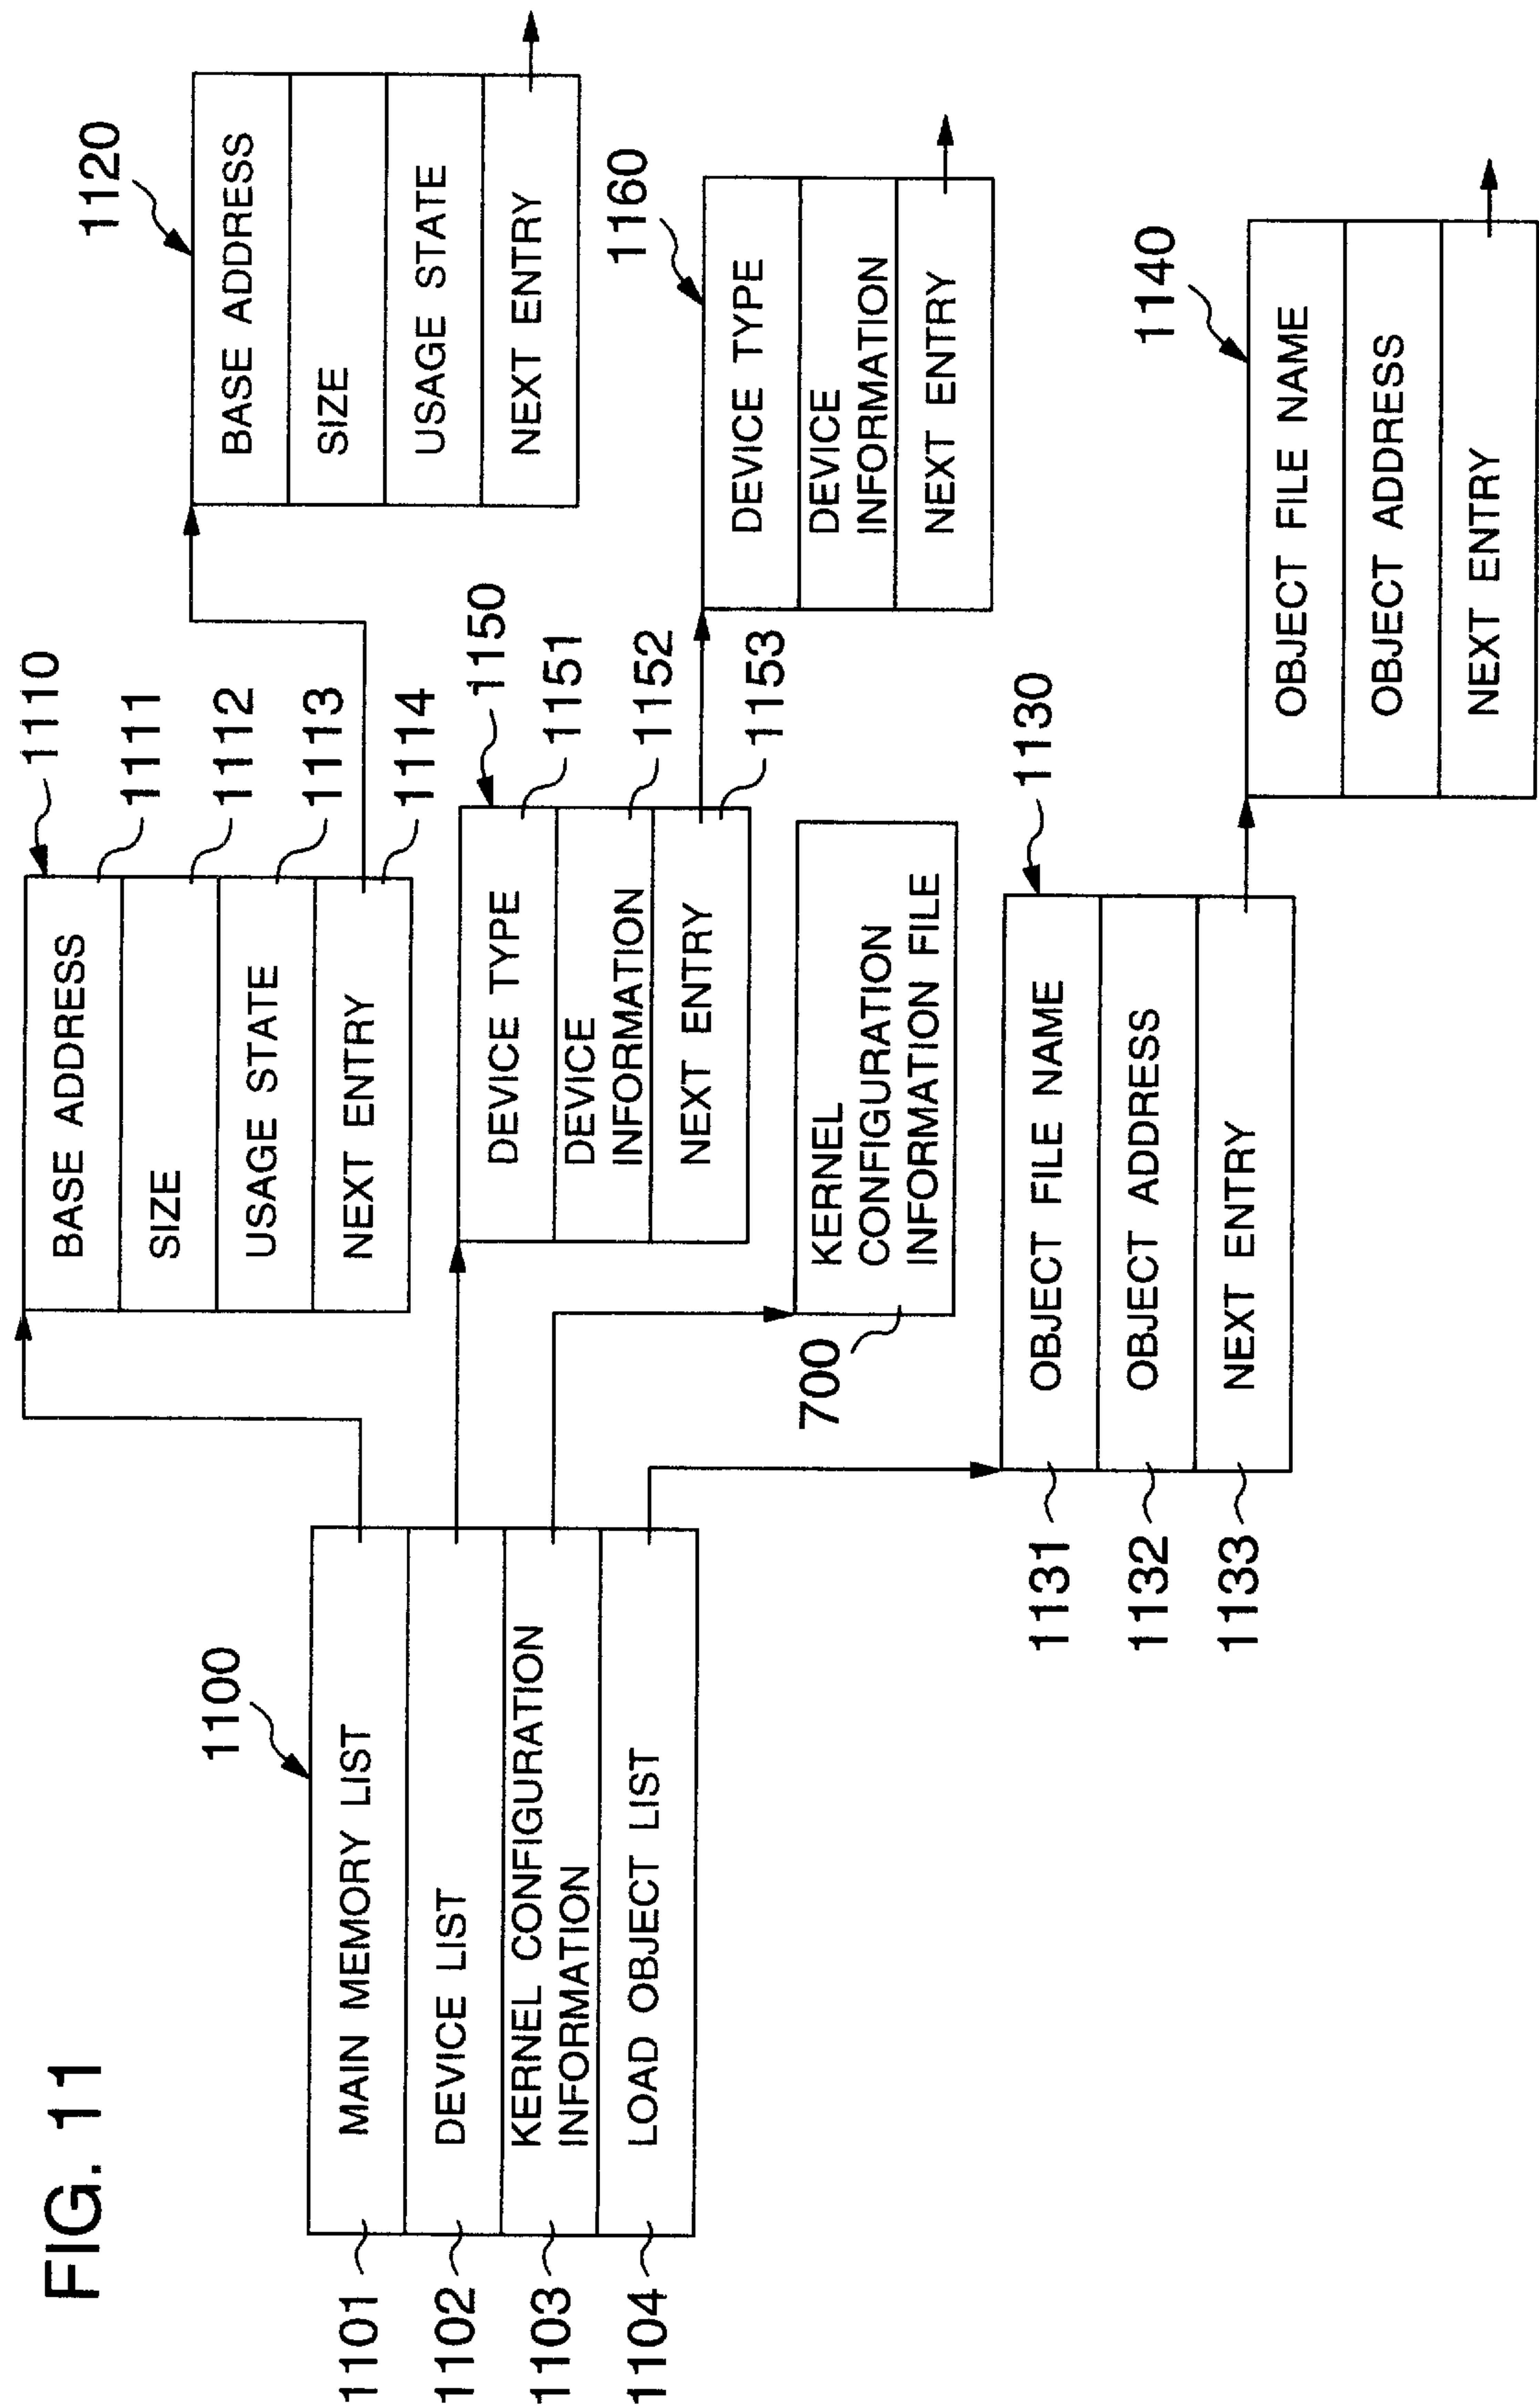 FIG. 11
1100
1101
MAIN MEMORY LIST
1102
DEVICE LIST
1103
KERNEL CONFIGURATION
INFORMATION
1104
LOAD OBJECT LIST
1110
BASE ADDRESS
1111
SIZE
1112
USAGE STATE
1113
NEXT ENTRY
1114
1120
BASE ADDRESS
SIZE
USAGE STATE
NEXT ENTRY
1150
DEVICE TYPE
1151
DEVICE
INFORMATION
1152
NEXT ENTRY
1153
1160
DEVICE TYPE
DEVICE
INFORMATION
NEXT ENTRY
700
KERNEL
CONFIGURATION
INFORMATION FILE
1130
1131
OBJECT FILE NAME
1132
OBJECT ADDRESS
1133
NEXT ENTRY
1140
OBJECT FILE NAME
OBJECT ADDRESS
NEXT ENTRY